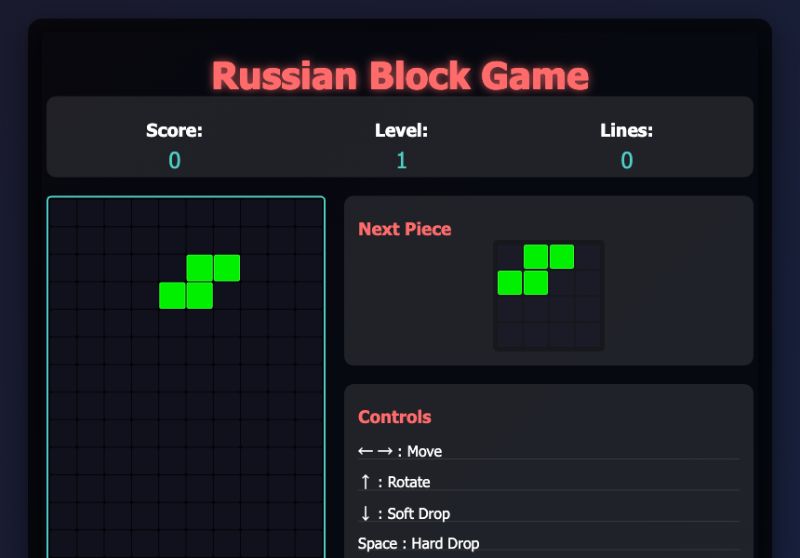 Russian Block Game
Score: Level: Lines:
0 1 0
Next Piece
Controls
← → : Move
↑ : Rotate
↓ : Soft Drop
Space : Hard Drop